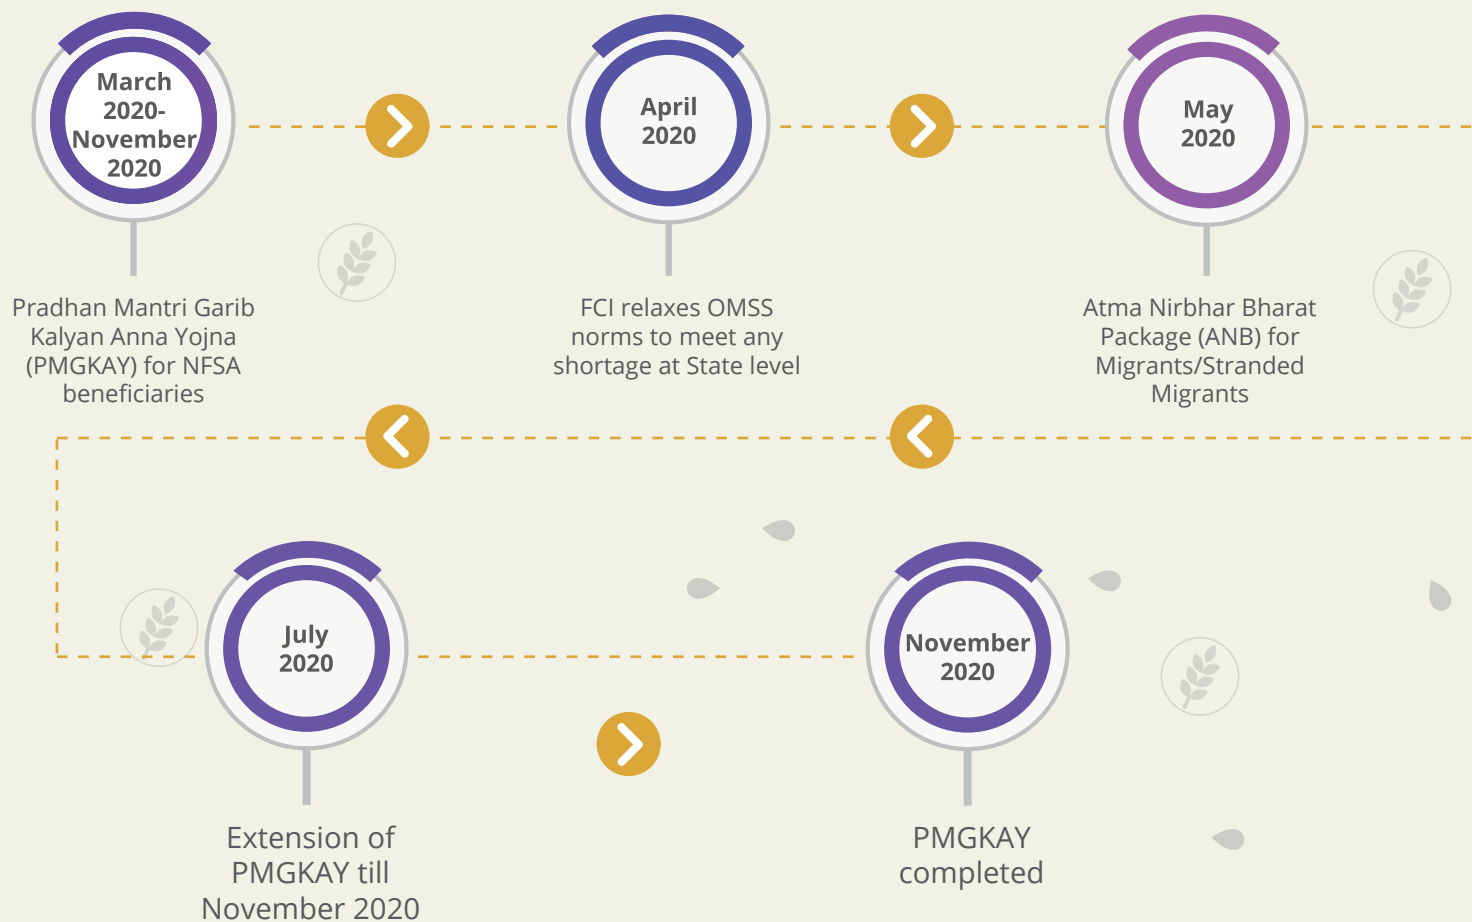 March
2020-
November
2020
Pradhan Mantri Garib
Kalyan Anna Yojna
(PMGKAY) for NFSA
beneficiaries
April
2020
FCI relaxes OMSS
norms to meet any
shortage at State level
May
2020
Atma Nirbhar Bharat
Package (ANB) for
Migrants/Stranded
Migrants
July
2020
Extension of
PMGKAY till
November 2020
November
2020
PMGKAY
completed